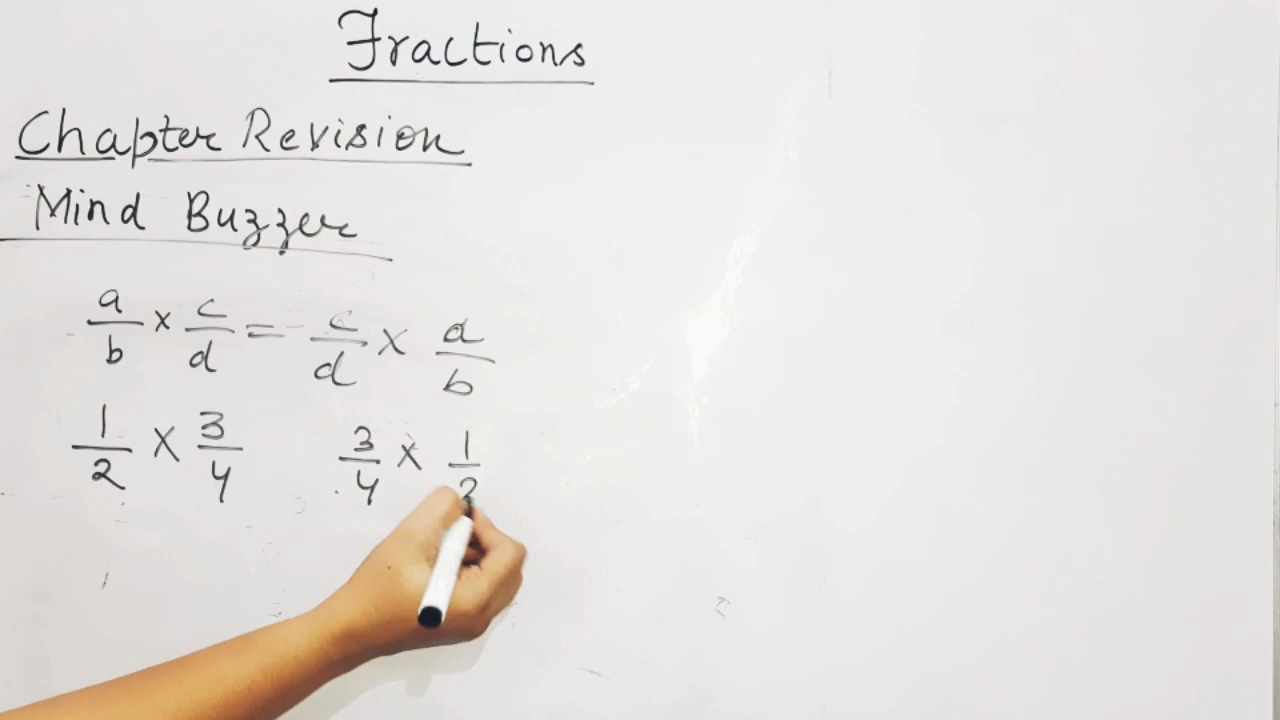 Fractions
Chapter Revision
Mind Buzzer
a/b × c/d = c/d × a/b
1/2 × 3/4 3/4 × 1/2